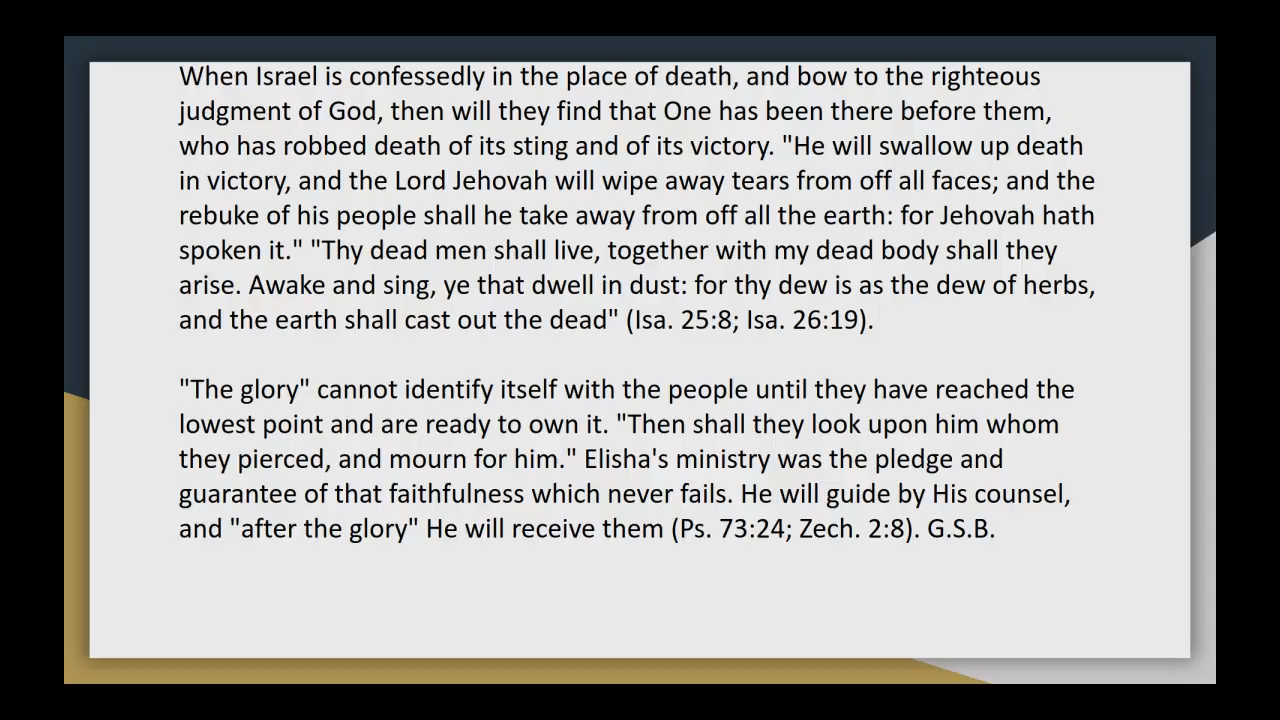 When Israel is confessedly in the place of death, and bow to the righteous
judgment of God, then will they find that One has been there before them,
who has robbed death of its sting and of its victory. "He will swallow up death
in victory, and the Lord Jehovah will wipe away tears from off all faces; and the
rebuke of his people shall he take away from off all the earth: for Jehovah hath
spoken it." "Thy dead men shall live, together with my dead body shall they
arise. Awake and sing, ye that dwell in dust: for thy dew is as the dew of herbs,
and the earth shall cast out the dead" (Isa. 25:8; Isa. 26:19).
"The glory" cannot identify itself with the people until they have reached the
lowest point and are ready to own it. "Then shall they look upon him whom
they pierced, and mourn for him." Elisha's ministry was the pledge and
guarantee of that faithfulness which never fails. He will guide by His counsel,
and "after the glory" He will receive them (Ps. 73:24; Zech. 2:8). G.S.B.